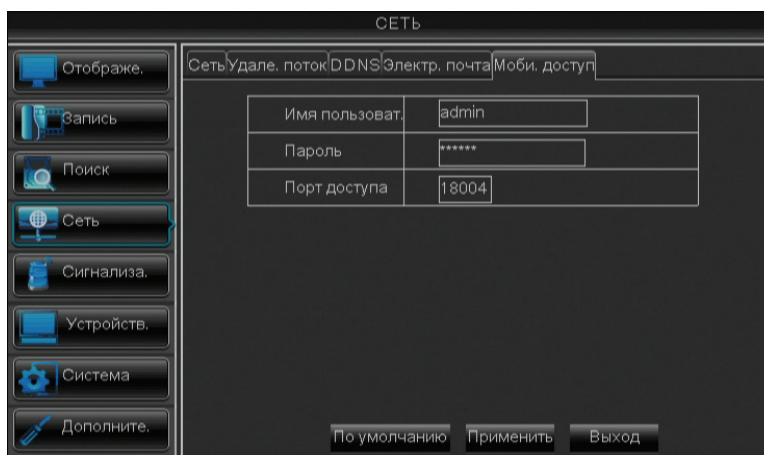 СЕТЬ
Отображе.
Запись
Поиск
Сеть
Сигнализа.
Устройств.
Система
Дополните.
Сеть Удале. поток DDNS Электр. почта Моби. доступ
Имя пользоват. admin
Пароль ******
Порт доступа 18004
По умолчанию Применить Выход